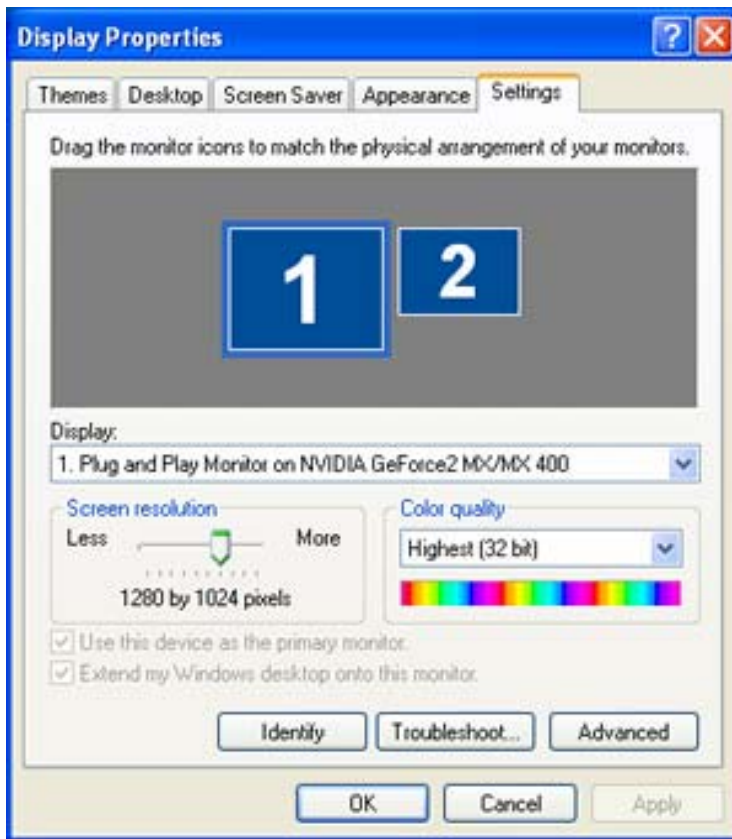 Display Properties
Themes Desktop Screen Saver Appearance Settings
Drag the monitor icons to match the physical arrangement of your monitors.
1 2
Display:
1. Plug and Play Monitor on NVIDIA GeForce2 MX/MX 400
Screen resolution
Less More
1280 by 1024 pixels
Color quality
Highest (32 bit)
Use this device as the primary monitor.
Extend my Windows desktop onto this monitor.
Identify Troubleshoot... Advanced
OK Cancel Apply